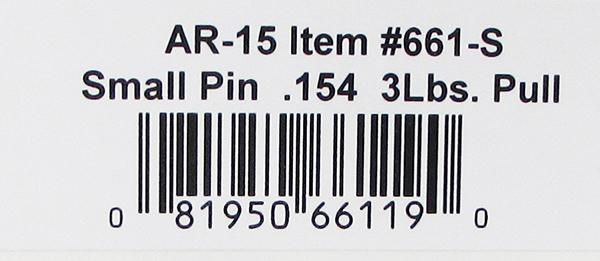 AR-15 Item #661-S
Small Pin .154 3Lbs. Pull
0 81950 66119 0